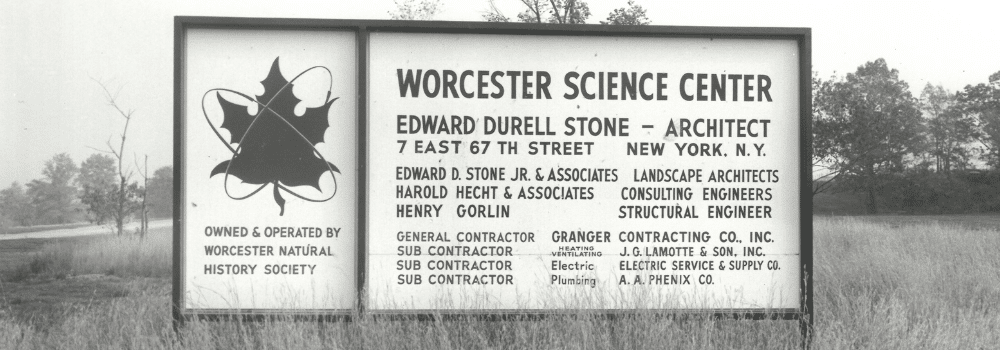 OWNED & OPERATED BY
WORCESTER NATURAL
HISTORY SOCIETY
WORCESTER SCIENCE CENTER
EDWARD DURELL STONE – ARCHITECT
7 EAST 67 TH STREET NEW YORK, N.Y.
EDWARD D. STONE JR. & ASSOCIATES LANDSCAPE ARCHITECTS
HAROLD HECHT & ASSOCIATES CONSULTING ENGINEERS
HENRY GORLIN STRUCTURAL ENGINEER
GENERAL CONTRACTOR GRANGER CONTRACTING CO., INC.
SUB CONTRACTOR HEATING VENTILATING J. G. LAMOTTE & SON, INC.
SUB CONTRACTOR Electric ELECTRIC SERVICE & SUPPLY CO.
SUB CONTRACTOR Plumbing A. A. PHENIX CO.